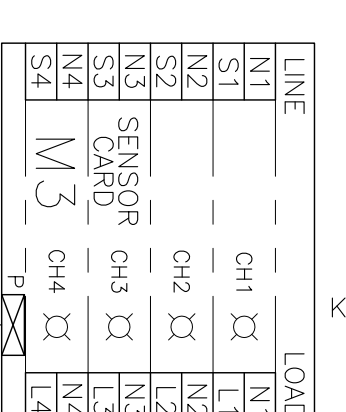 LINE
N1
S1
N2
S2
N3
S3
N4
S4
SENSOR
CARD
M3
CH1
CH2
CH3
CH4
P
K
LOAD
N1
L1
N2
L2
N3
L3
N4
L4